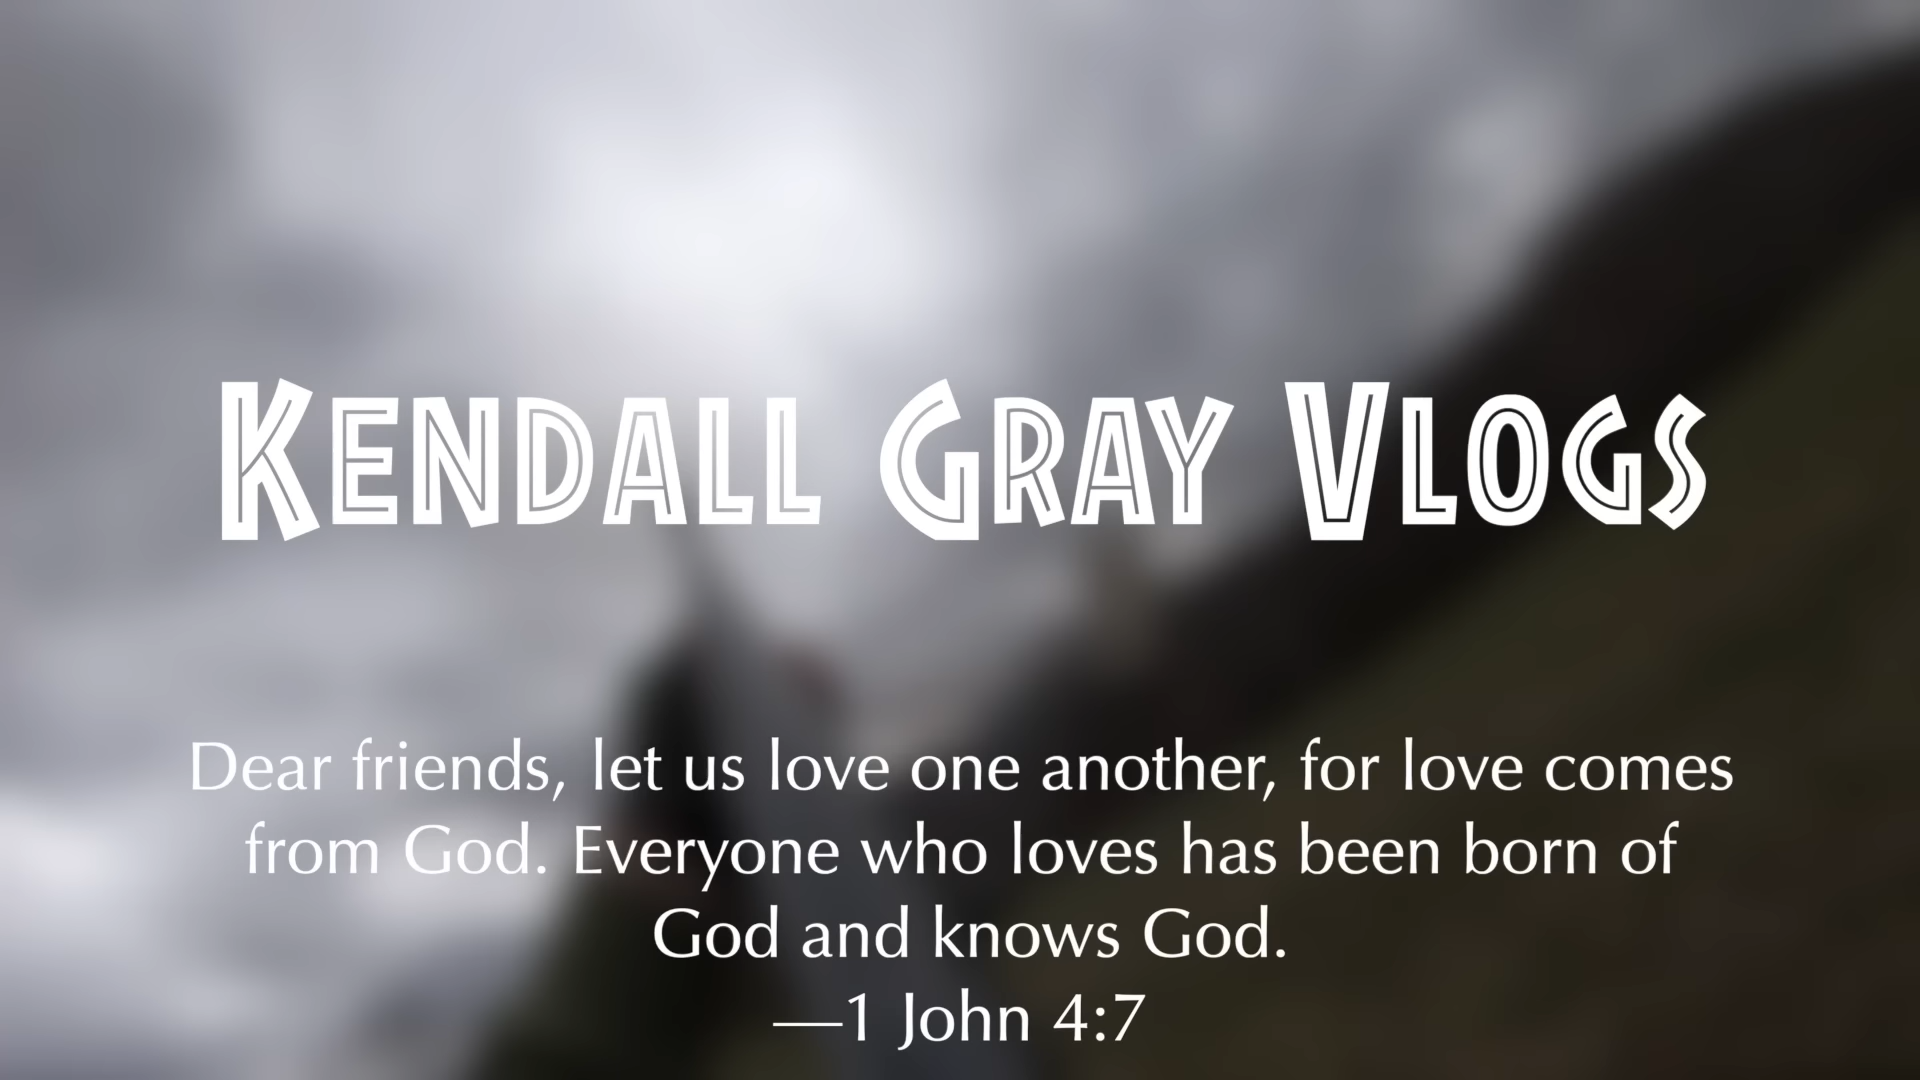 Kendall Gray Vlogs
Dear friends, let us love one another, for love comes
from God. Everyone who loves has been born of
God and knows God.
—1 John 4:7